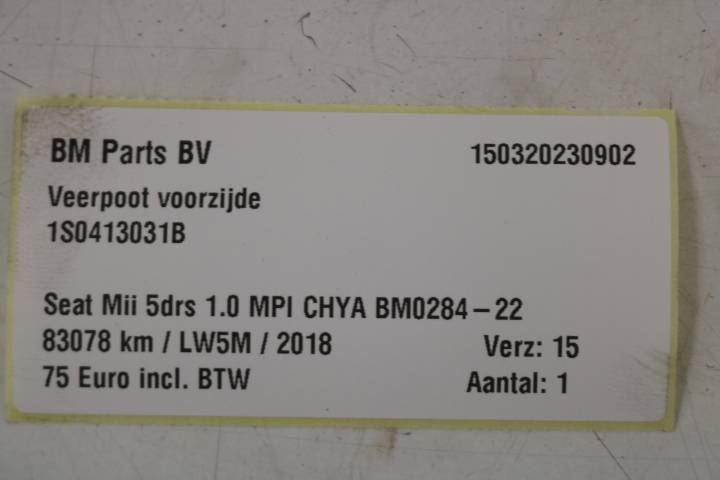 BM Parts BV 150320230902
Veerpoot voorzijde
1S0413031B
Seat Mii 5drs 1.0 MPI CHYA BM0284-22
83078 km / LW5M / 2018 Verz: 15
75 Euro incl. BTW Aantal: 1